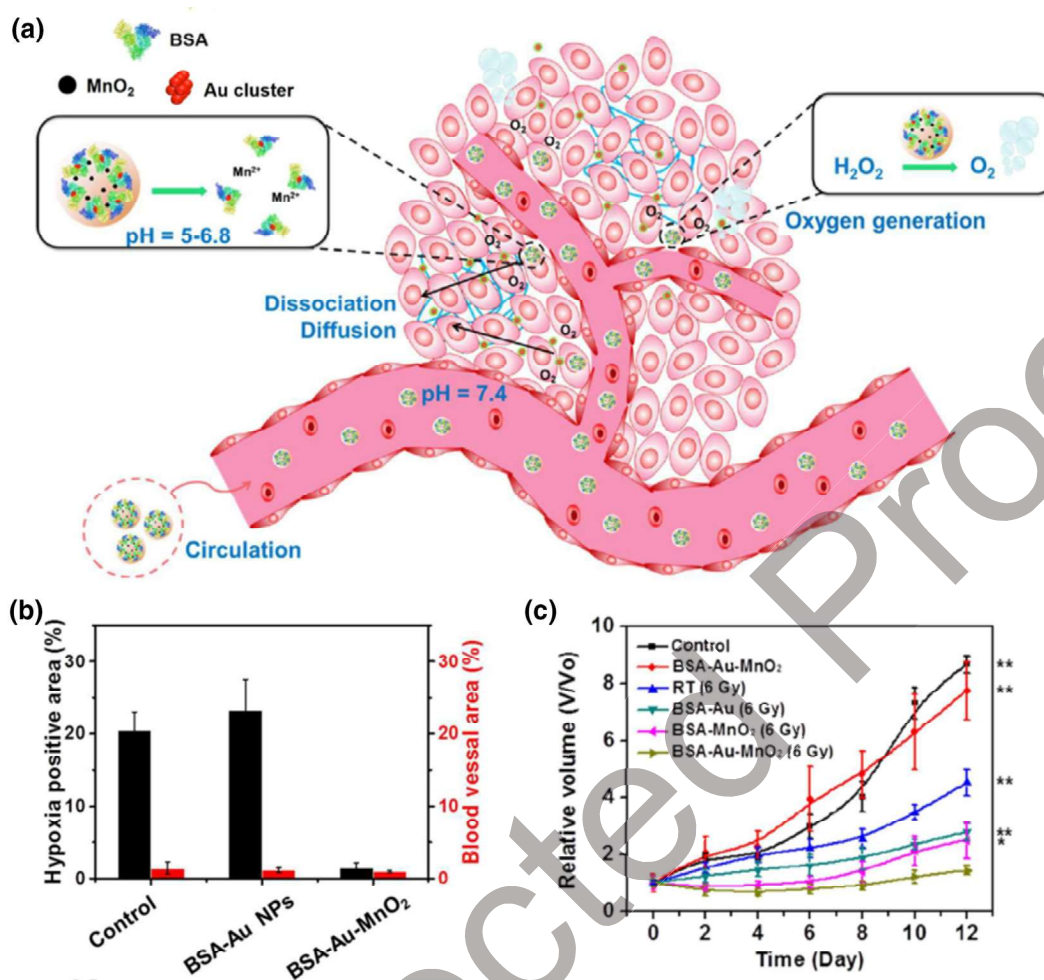 (a)
BSA
MnO₂
Au cluster
Mn²⁺
Mn²⁺
pH = 5-6.8
O₂
O₂
O₂
O₂
O₂
O₂
O₂
O₂
H₂O₂
O₂
Oxygen generation
Dissociation
Diffusion
pH = 7.4
Circulation
(b)
Hypoxia positive area (%)
30
20
10
0
Blood vessal area (%)
30
20
10
0
Control
BSA-Au NPs
BSA-Au-MnO₂
(c)
Relative volume (V/Vo)
10
8
6
4
2
0
Control
BSA-Au-MnO₂
RT (6 Gy)
BSA-Au (6 Gy)
BSA-MnO₂ (6 Gy)
BSA-Au-MnO₂ (6 Gy)
**
**
**
**
*
0 2 4 6 8 10 12
Time (Day)
ected Proo